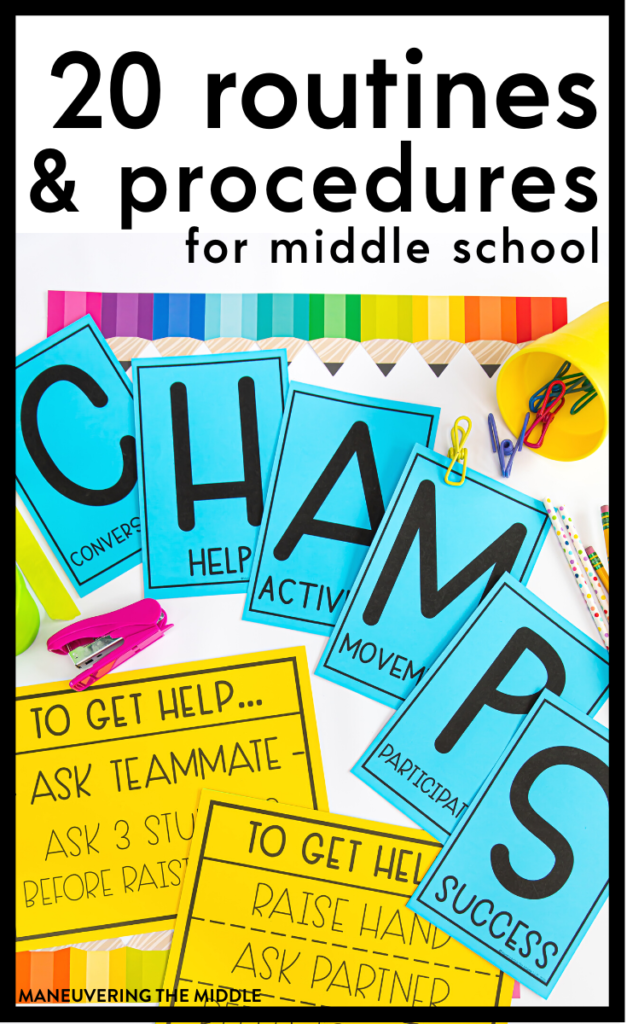 20 routines
& procedures
for middle school
C
CONVERS
H
HELP
A
ACTIV
M
MOVEM
P
PARTICIPAT
S
SUCCESS
TO GET HELP...
ASK TEAMMATE -
ASK 3 STU
BEFORE RAIS
TO GET HEL
RAISE HAND
ASK PARTNER
MANEUVERING THE MIDDLE